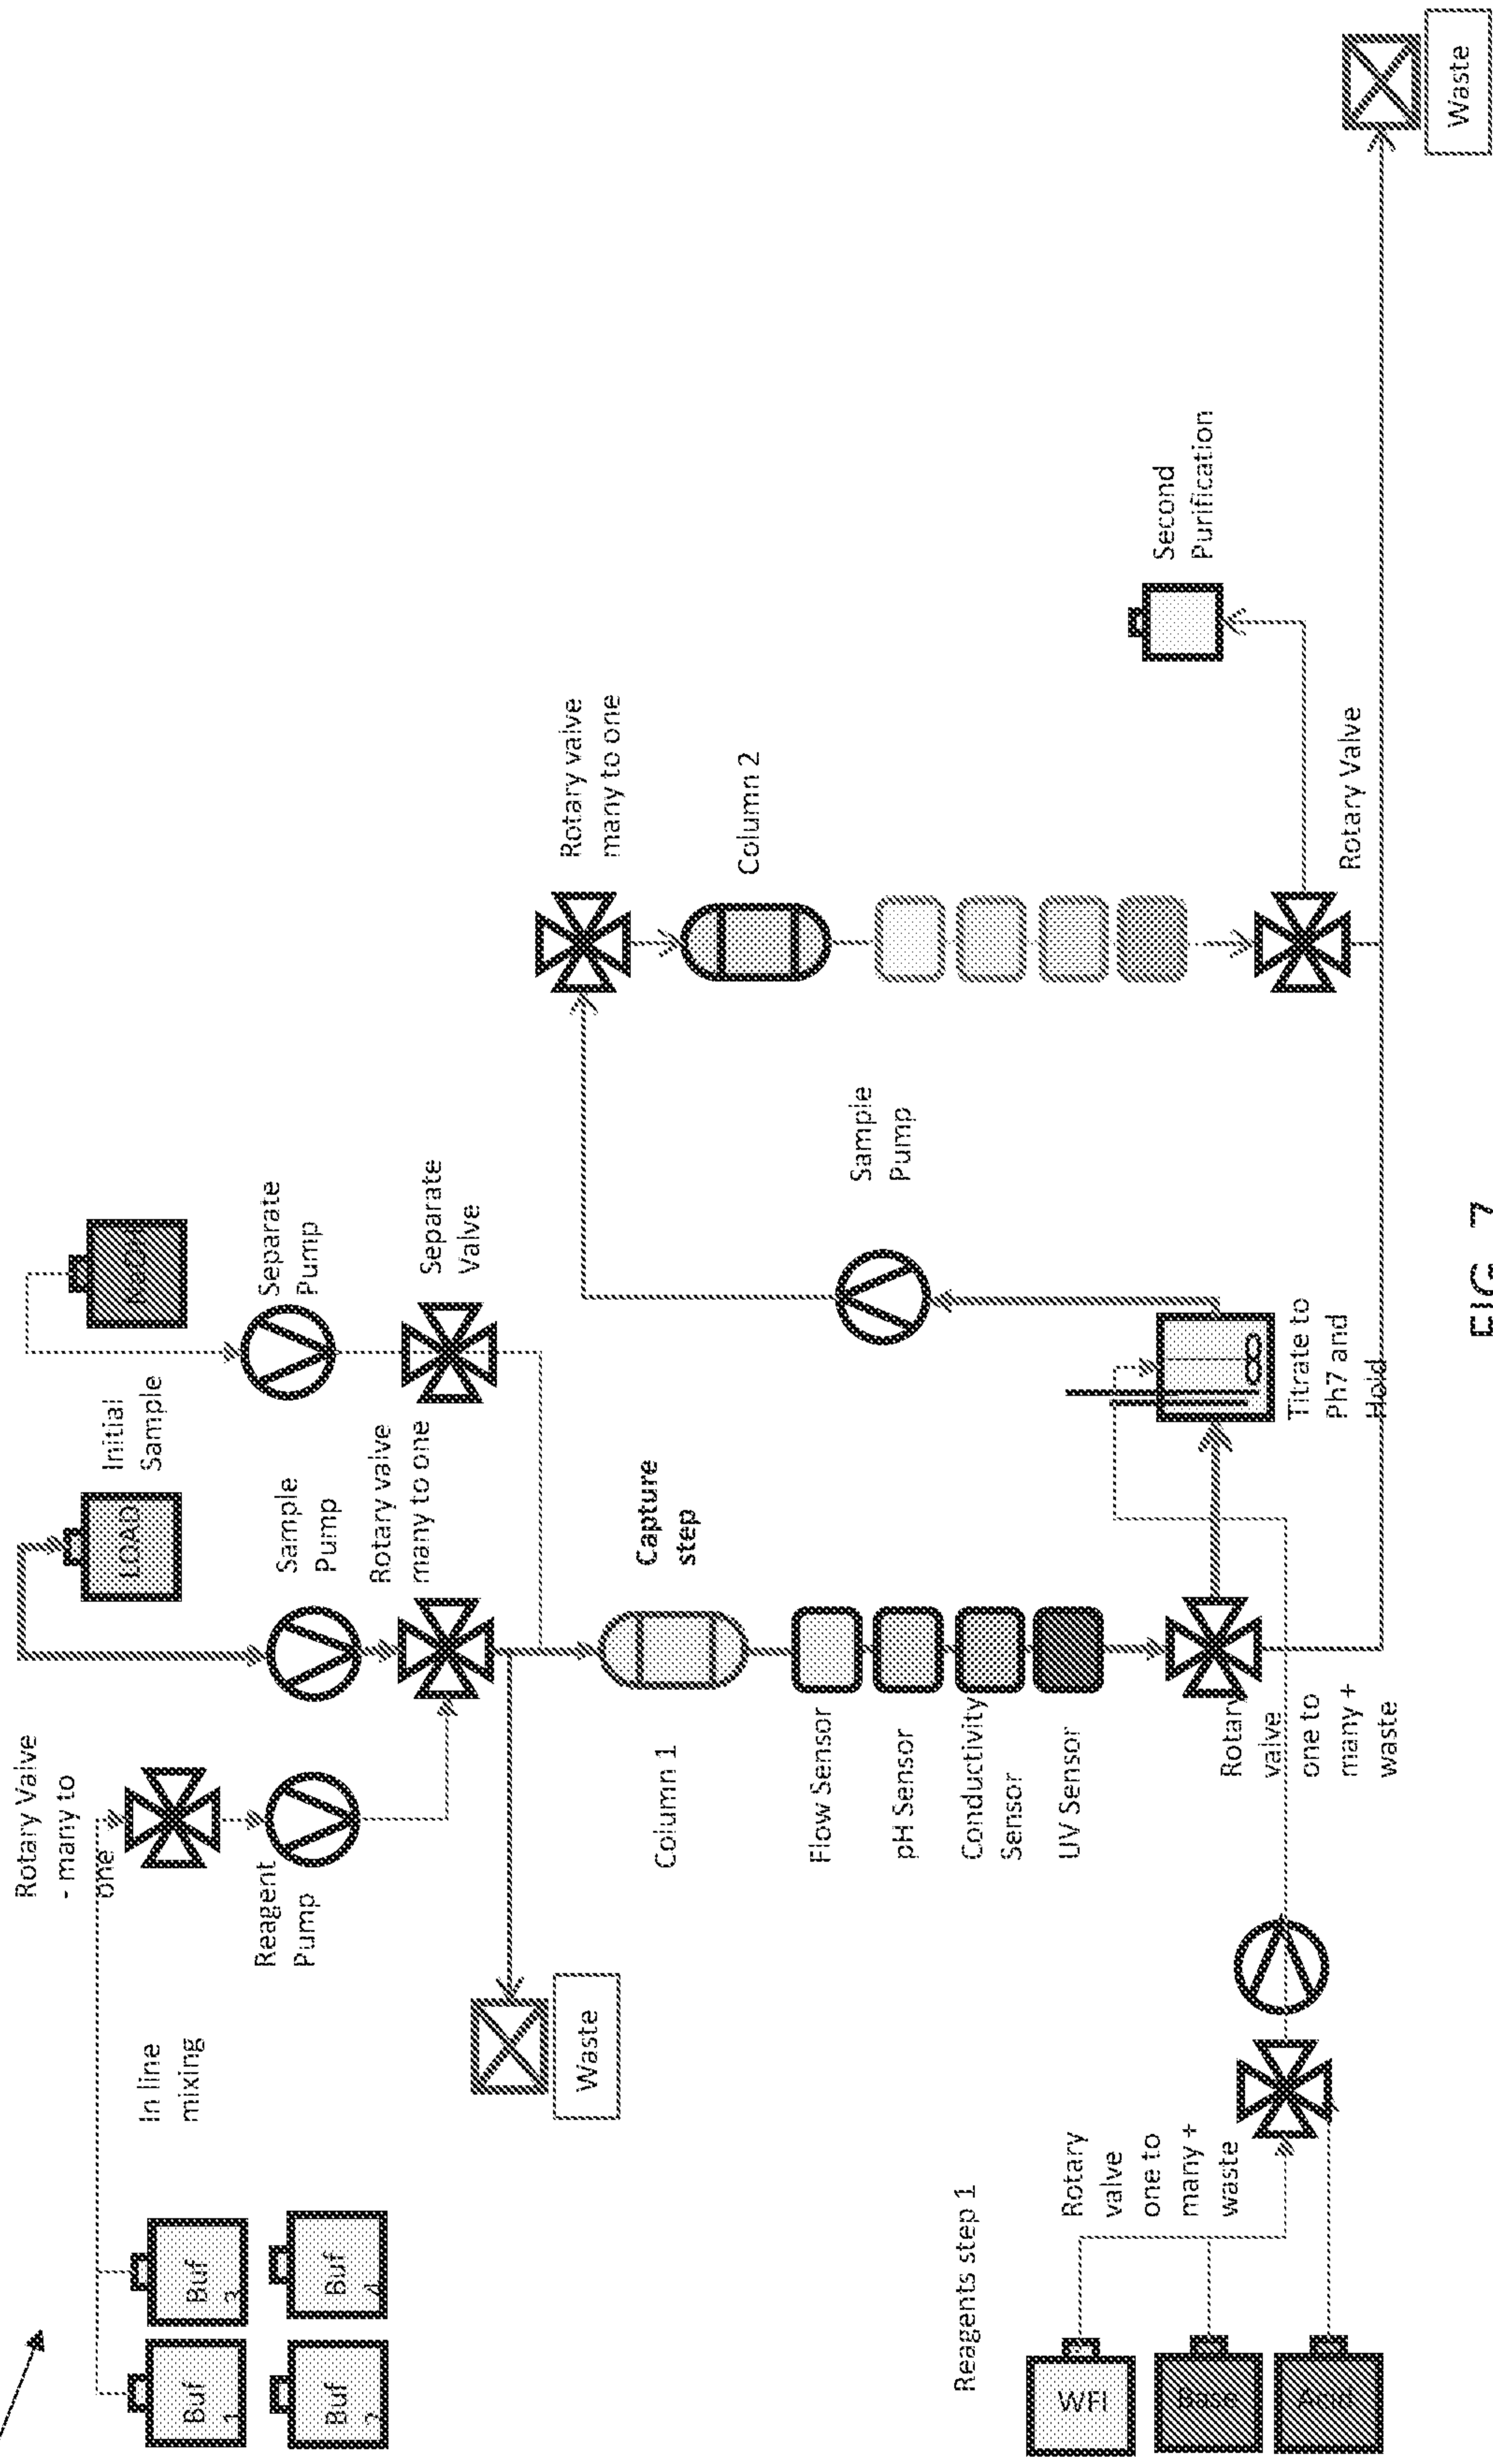 Buf
1
Buf
3
Buf
2
Buf
4
In line
mixing
Rotary Valve
- many to
one
Reagent
Pump
LOAD
Initial
Sample
Sample
Pump
Rotary valve
many to one
Separate
Pump
Separate
Valve
Waste
Column 1
Capture
step
Flow Sensor
pH Sensor
Conductivity
Sensor
UV Sensor
Rotary
valve
one to
many +
waste
Reagents step 1
WFI
Base
Acid
Rotary
valve
one to
many +
waste
Titrate to
Ph7 and
Hold
Sample
Pump
Rotary valve
many to one
Column 2
Rotary Valve
Second
Purification
Waste
FIG. 7